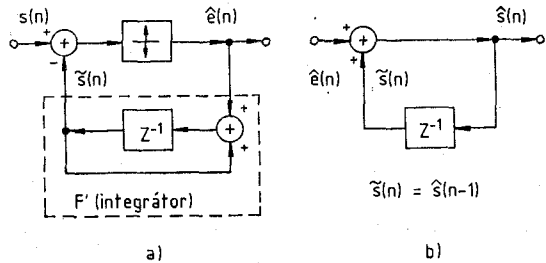 s(n)
+
+
−
ê(n)
s̃(n)
Z⁻¹
+
+
+
F' (integrátor)
a)
ê(n)
+
+
+
s̃(n)
ŝ(n)
Z⁻¹
s̃(n) = ŝ(n-1)
b)